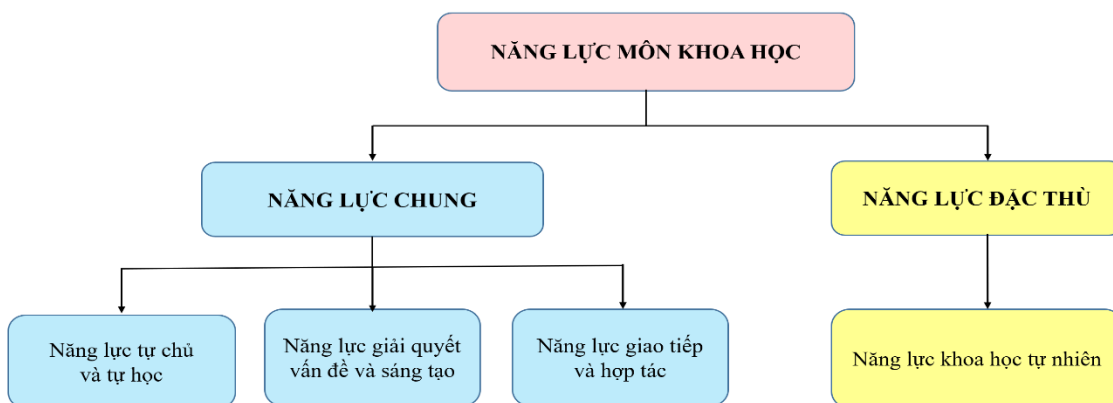 NĂNG LỰC MÔN KHOA HỌC
NĂNG LỰC CHUNG
NĂNG LỰC ĐẶC THÙ
Năng lực tự chủ
và tự học
Năng lực giải quyết
vấn đề và sáng tạo
Năng lực giao tiếp
và hợp tác
Năng lực khoa học tự nhiên